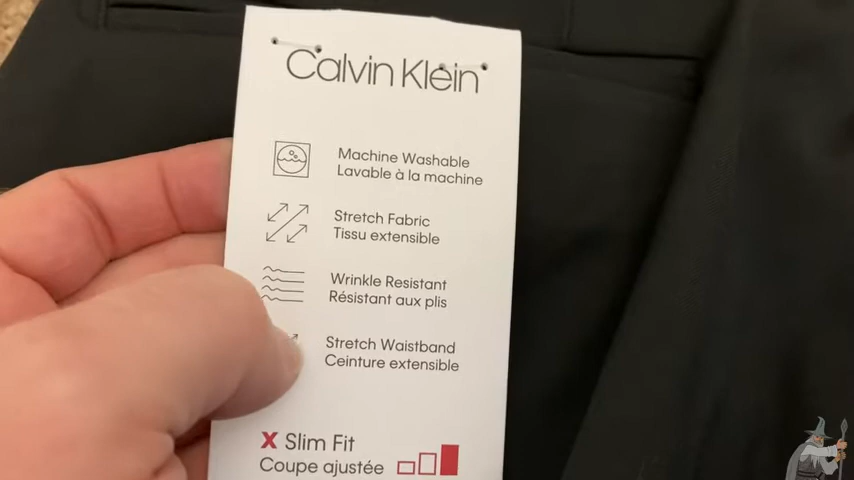 Calvin Klein
Machine Washable
Lavable à la machine
Stretch Fabric
Tissu extensible
Wrinkle Resistant
Résistant aux plis
Stretch Waistband
Ceinture extensible
X Slim Fit
Coupe ajustée